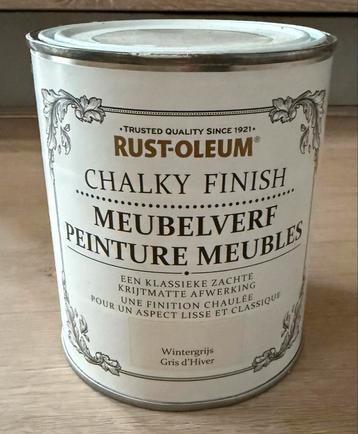 •TRUSTED QUALITY SINCE 1921•
RUST-OLEUM®
CHALKY FINISH
MEUBELVERF
PEINTURE MEUBLES
EEN KLASSIEKE ZACHTE
KRIJTMATTE AFWERKING
UNE FINITION CHAULÉE
POUR UN ASPECT LISSE ET CLASSIQUE
Wintergrijs
Gris d'Hiver